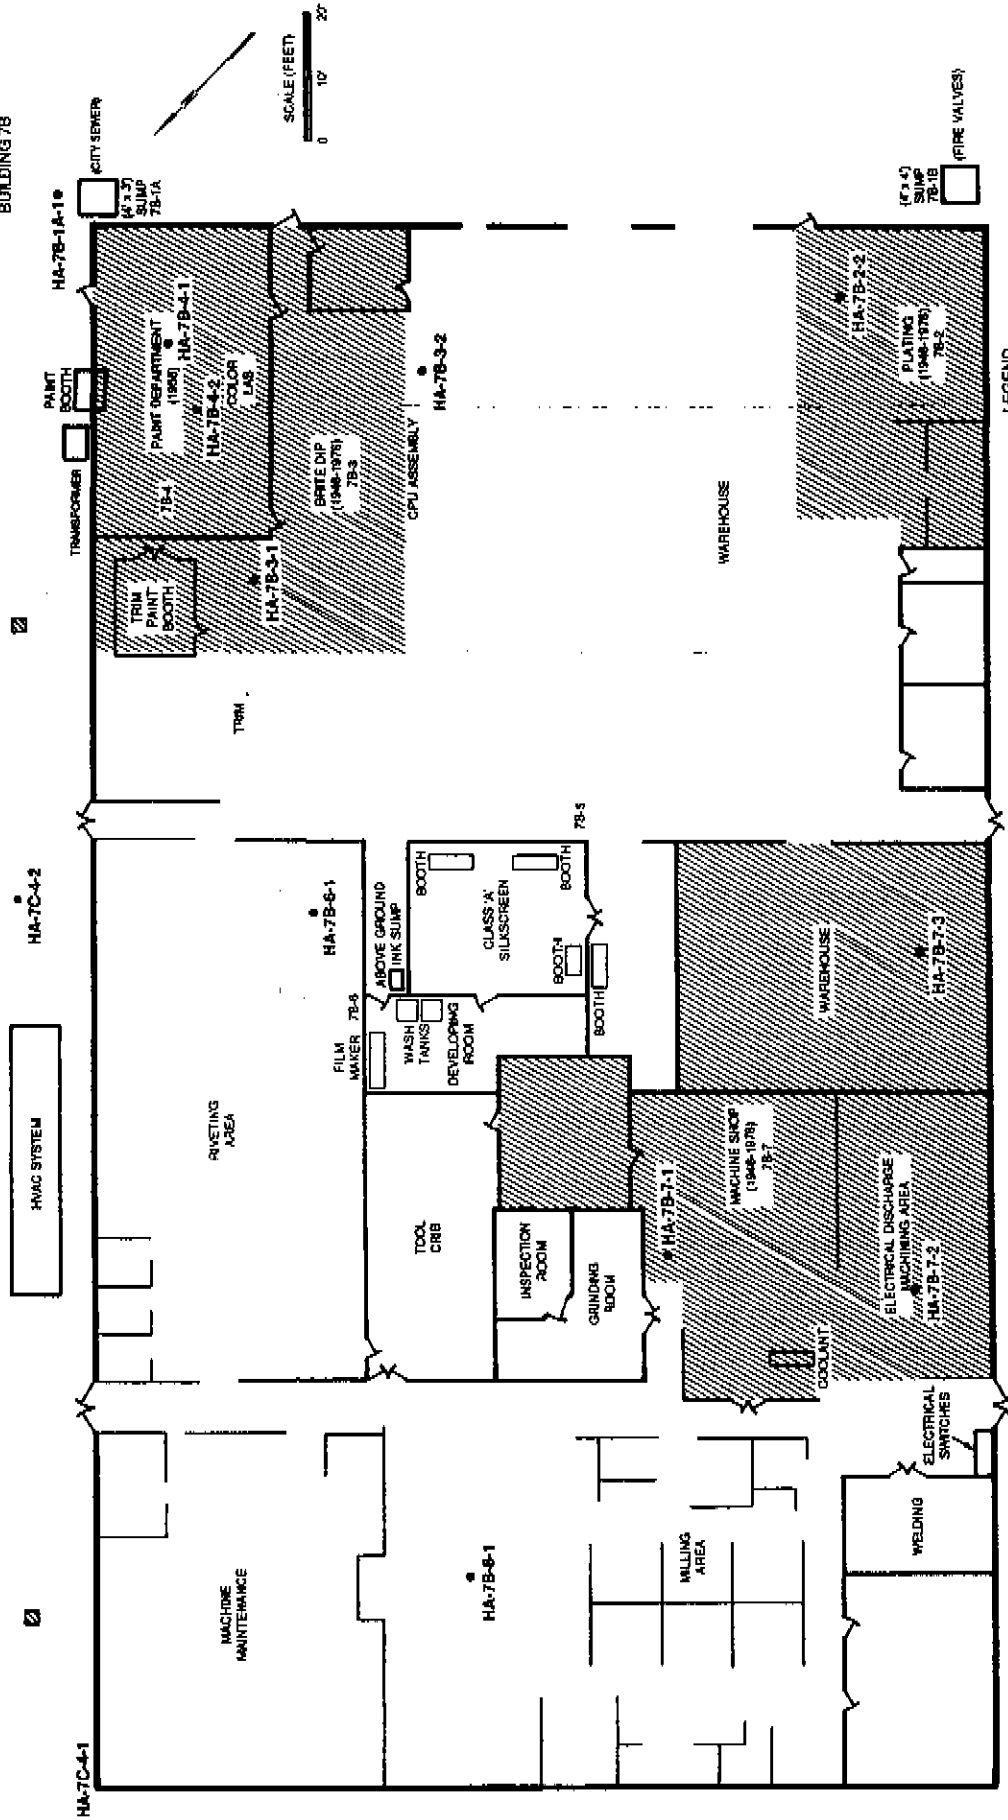 BUILDING 7B
(CITY SEWER)
(4' x 3')
SUMP
7B-1A
HA-7B-1A-1
SCALE (FEET)
0 10' 20'
(4' x 4')
SUMP
7B-1B
(FIRE VALVES)
PAINT
BOOTH
TRANSFORMER
PAINT DEPARTMENT
(1958)
HA-7B-4-1
HA-7B-4-2
COLOR
LAB
7B-4
TRIM
PAINT
BOOTH
HA-7B-3-1
BRITE DIP
(1948-1976)
7B-3
CPU ASSEMBLY
HA-7B-3-2
HA-7B-2-2
PLATING
(1948-1976)
7B-2
LEGEND
WAREHOUSE
TRIM
HA-7C-4-2
HVAC SYSTEM
RIVETING
AREA
HA-7B-6-1
ABOVE GROUND
INK SUMP
7B-6
FILM
MAKER
WASH
TANKS
DEVELOPING
ROOM
BOOTH
CLASS 'A'
SILKSCREEN
BOOTH
BOOTH
BOOTH
7B-5
WAREHOUSE
HA-7B-7-3
TOOL
CRIB
INSPECTION
ROOM
GRINDING
ROOM
HA-7B-7-1
MACHINE SHOP
(1948-1976)
7B-7
ELECTRICAL DISCHARGE
MACHINING AREA
HA-7B-7-2
COOLANT
ELECTRICAL
SWITCHES
WELDING
MILLING
AREA
HA-7B-8-1
MACHINE
MAINTENANCE
HA-7C-4-1